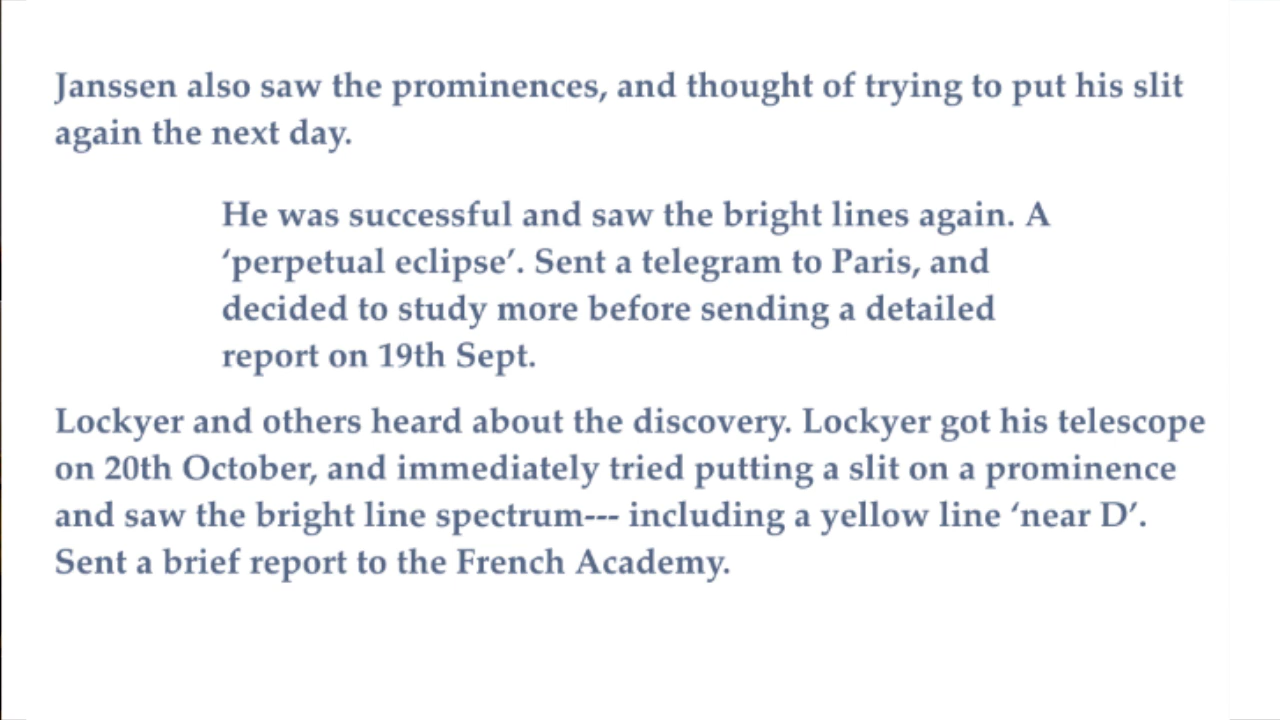 Janssen also saw the prominences, and thought of trying to put his slit
again the next day.
He was successful and saw the bright lines again. A
‘perpetual eclipse’. Sent a telegram to Paris, and
decided to study more before sending a detailed
report on 19th Sept.
Lockyer and others heard about the discovery. Lockyer got his telescope
on 20th October, and immediately tried putting a slit on a prominence
and saw the bright line spectrum--- including a yellow line ‘near D’.
Sent a brief report to the French Academy.